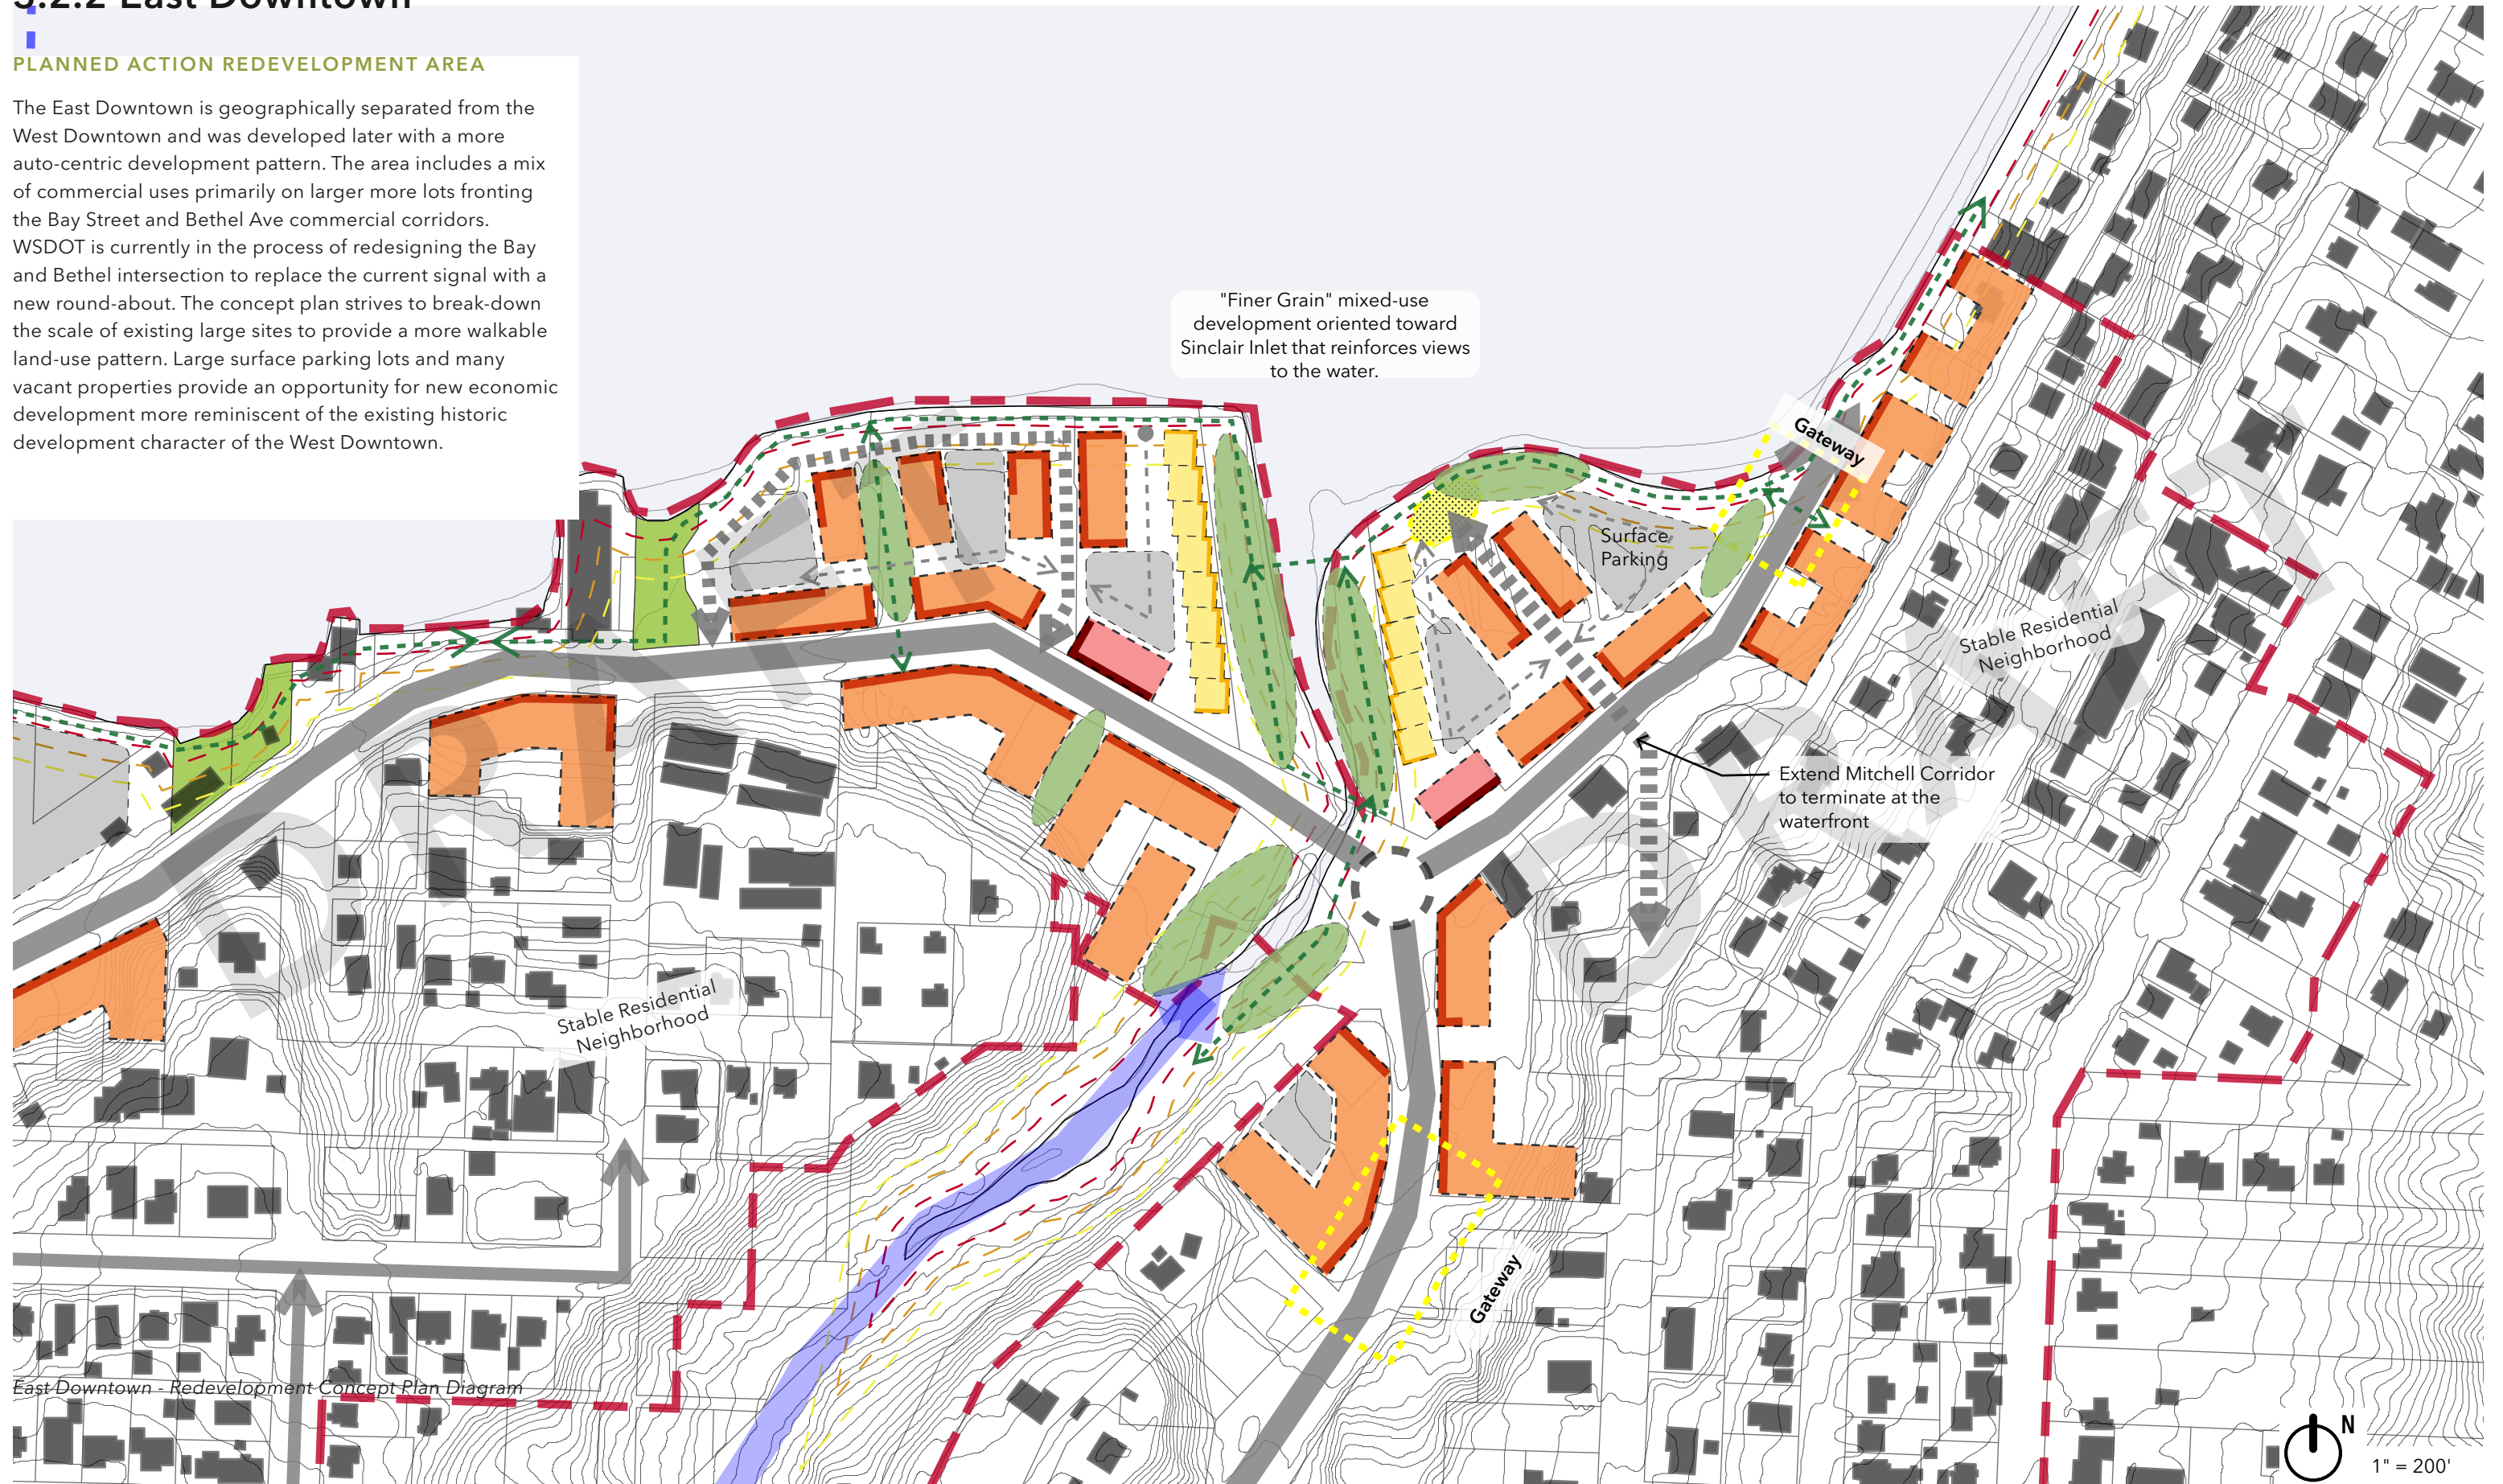 3.2.2 East Downtown
PLANNED ACTION REDEVELOPMENT AREA
The East Downtown is geographically separated from the
West Downtown and was developed later with a more
auto-centric development pattern. The area includes a mix
of commercial uses primarily on larger more lots fronting
the Bay Street and Bethel Ave commercial corridors.
WSDOT is currently in the process of redesigning the Bay
and Bethel intersection to replace the current signal with a
new round-about. The concept plan strives to break-down
the scale of existing large sites to provide a more walkable
land-use pattern. Large surface parking lots and many
vacant properties provide an opportunity for new economic
development more reminiscent of the existing historic
development character of the West Downtown.
"Finer Grain" mixed-use
development oriented toward
Sinclair Inlet that reinforces views
to the water.
Gateway
Surface
Parking
Stable Residential
Neighborhood
Extend Mitchell Corridor
to terminate at the
waterfront
Stable Residential
Neighborhood
Gateway
East Downtown - Redevelopment Concept Plan Diagram
N
1" = 200'
DRAFT
DRAFT